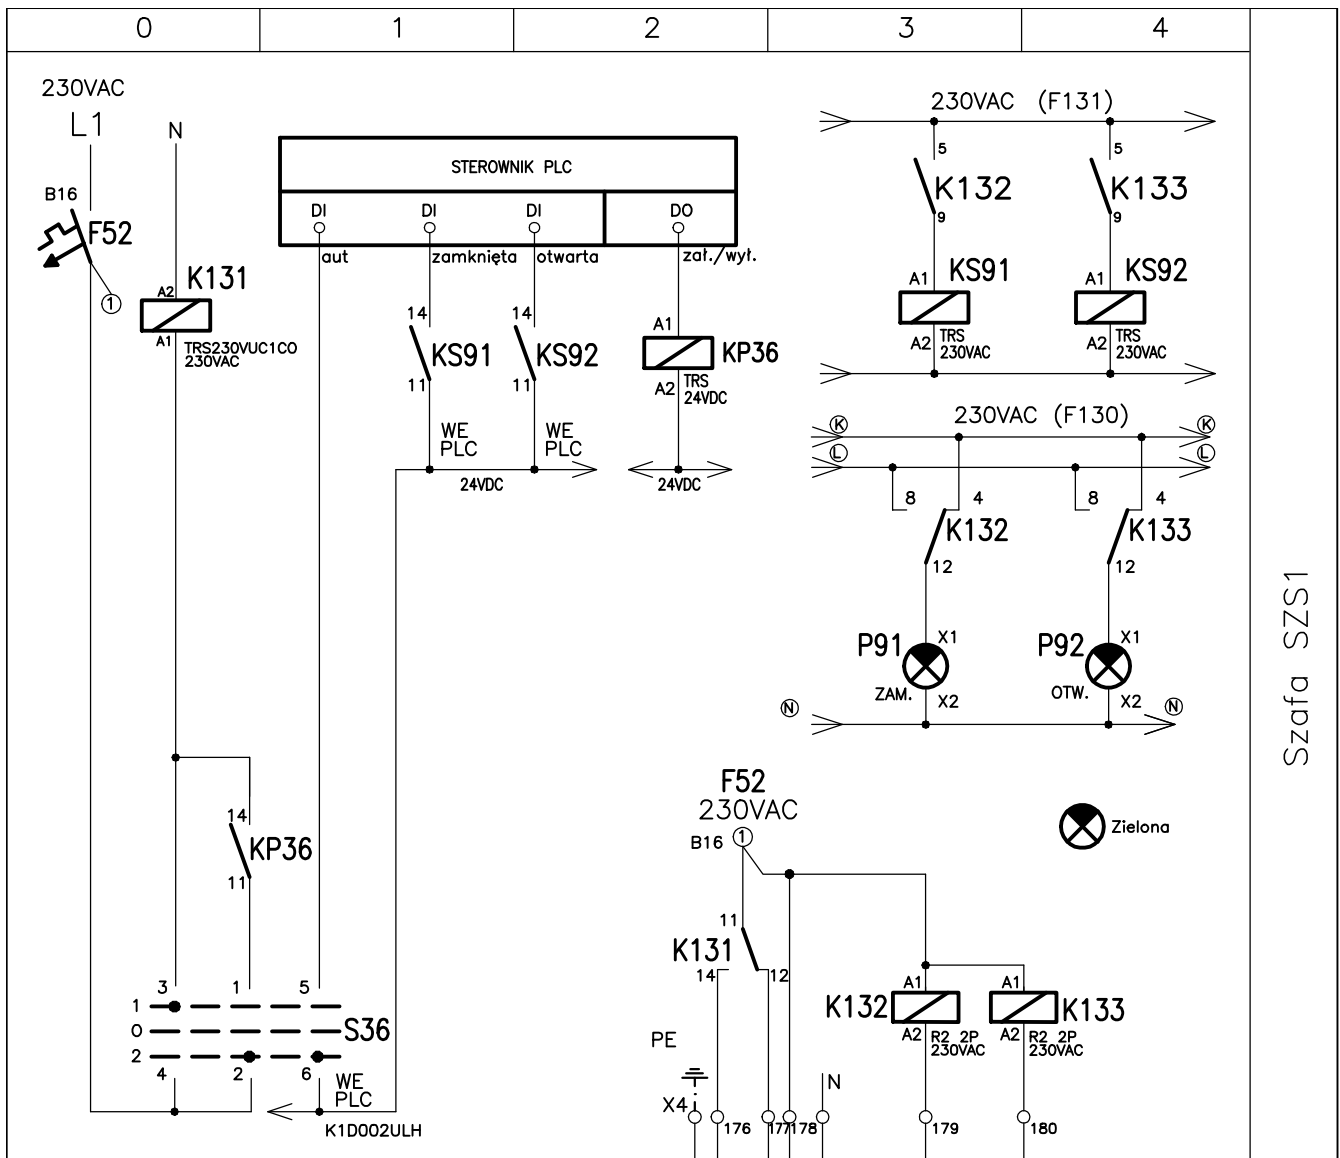 0 1 2 3 4
230VAC
L1
N
B16
F52
1
K131
A2
A1
TRS230VUC1CO
230VAC
STEROWNIK PLC
DI DI DI DO
aut zamknięta otwarta zał./wył.
14
KS91
11
14
KS92
11
A1
KP36
A2
TRS
24VDC
WE
PLC
WE
PLC
24VDC
24VDC
230VAC (F131)
5
K132
9
5
K133
9
A1 KS91
A2 TRS
230VAC
A1 KS92
A2 TRS
230VAC
230VAC (F130)
K K
L L
8 4
K132
12
8 4
K133
12
P91 X1
ZAM. X2
P92 X1
OTW. X2
N N
Zielona
14
KP36
11
3 1 5
1
0
2
S36
4 2 6
WE
PLC
K1D002ULH
F52
230VAC
B16 1
11
K131
14 12
A1
K132
A2 R2 2P
230VAC
A1
K133
A2 R2 2P
230VAC
PE
N
X4
176 177 178 179 180
Szafa SZS1